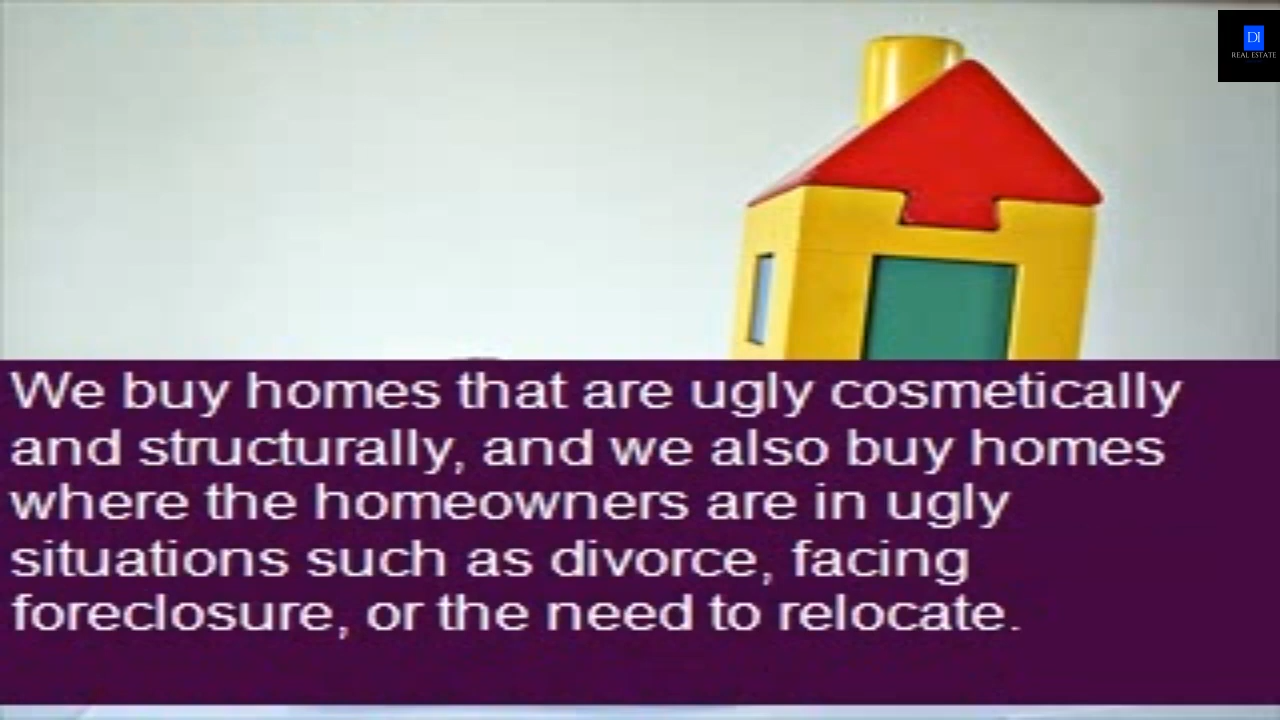 DI
REAL ESTATE
We buy homes that are ugly cosmetically
and structurally, and we also buy homes
where the homeowners are in ugly
situations such as divorce, facing
foreclosure, or the need to relocate.